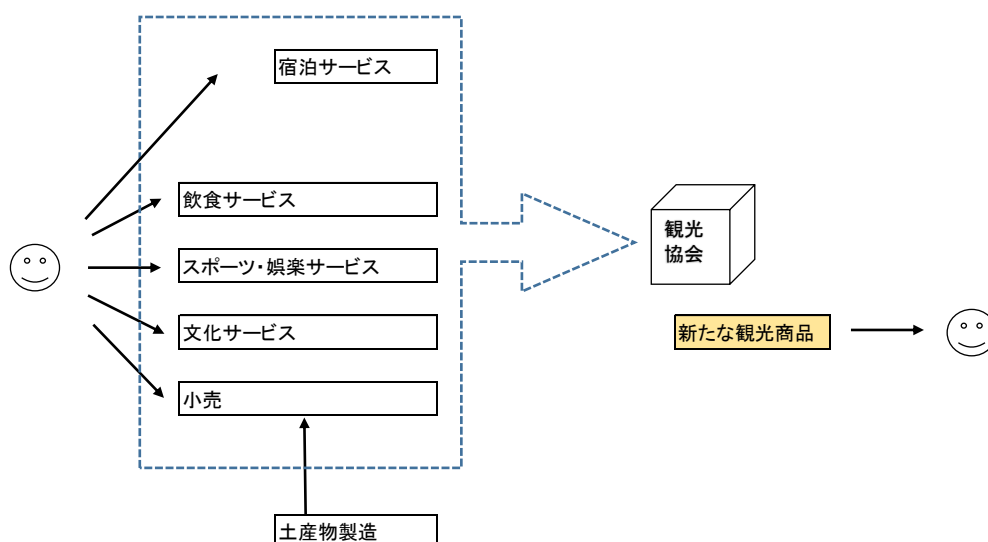 宿泊サービス
飲食サービス
スポーツ・娯楽サービス
文化サービス
小売
土産物製造
観光
協会
新たな観光商品